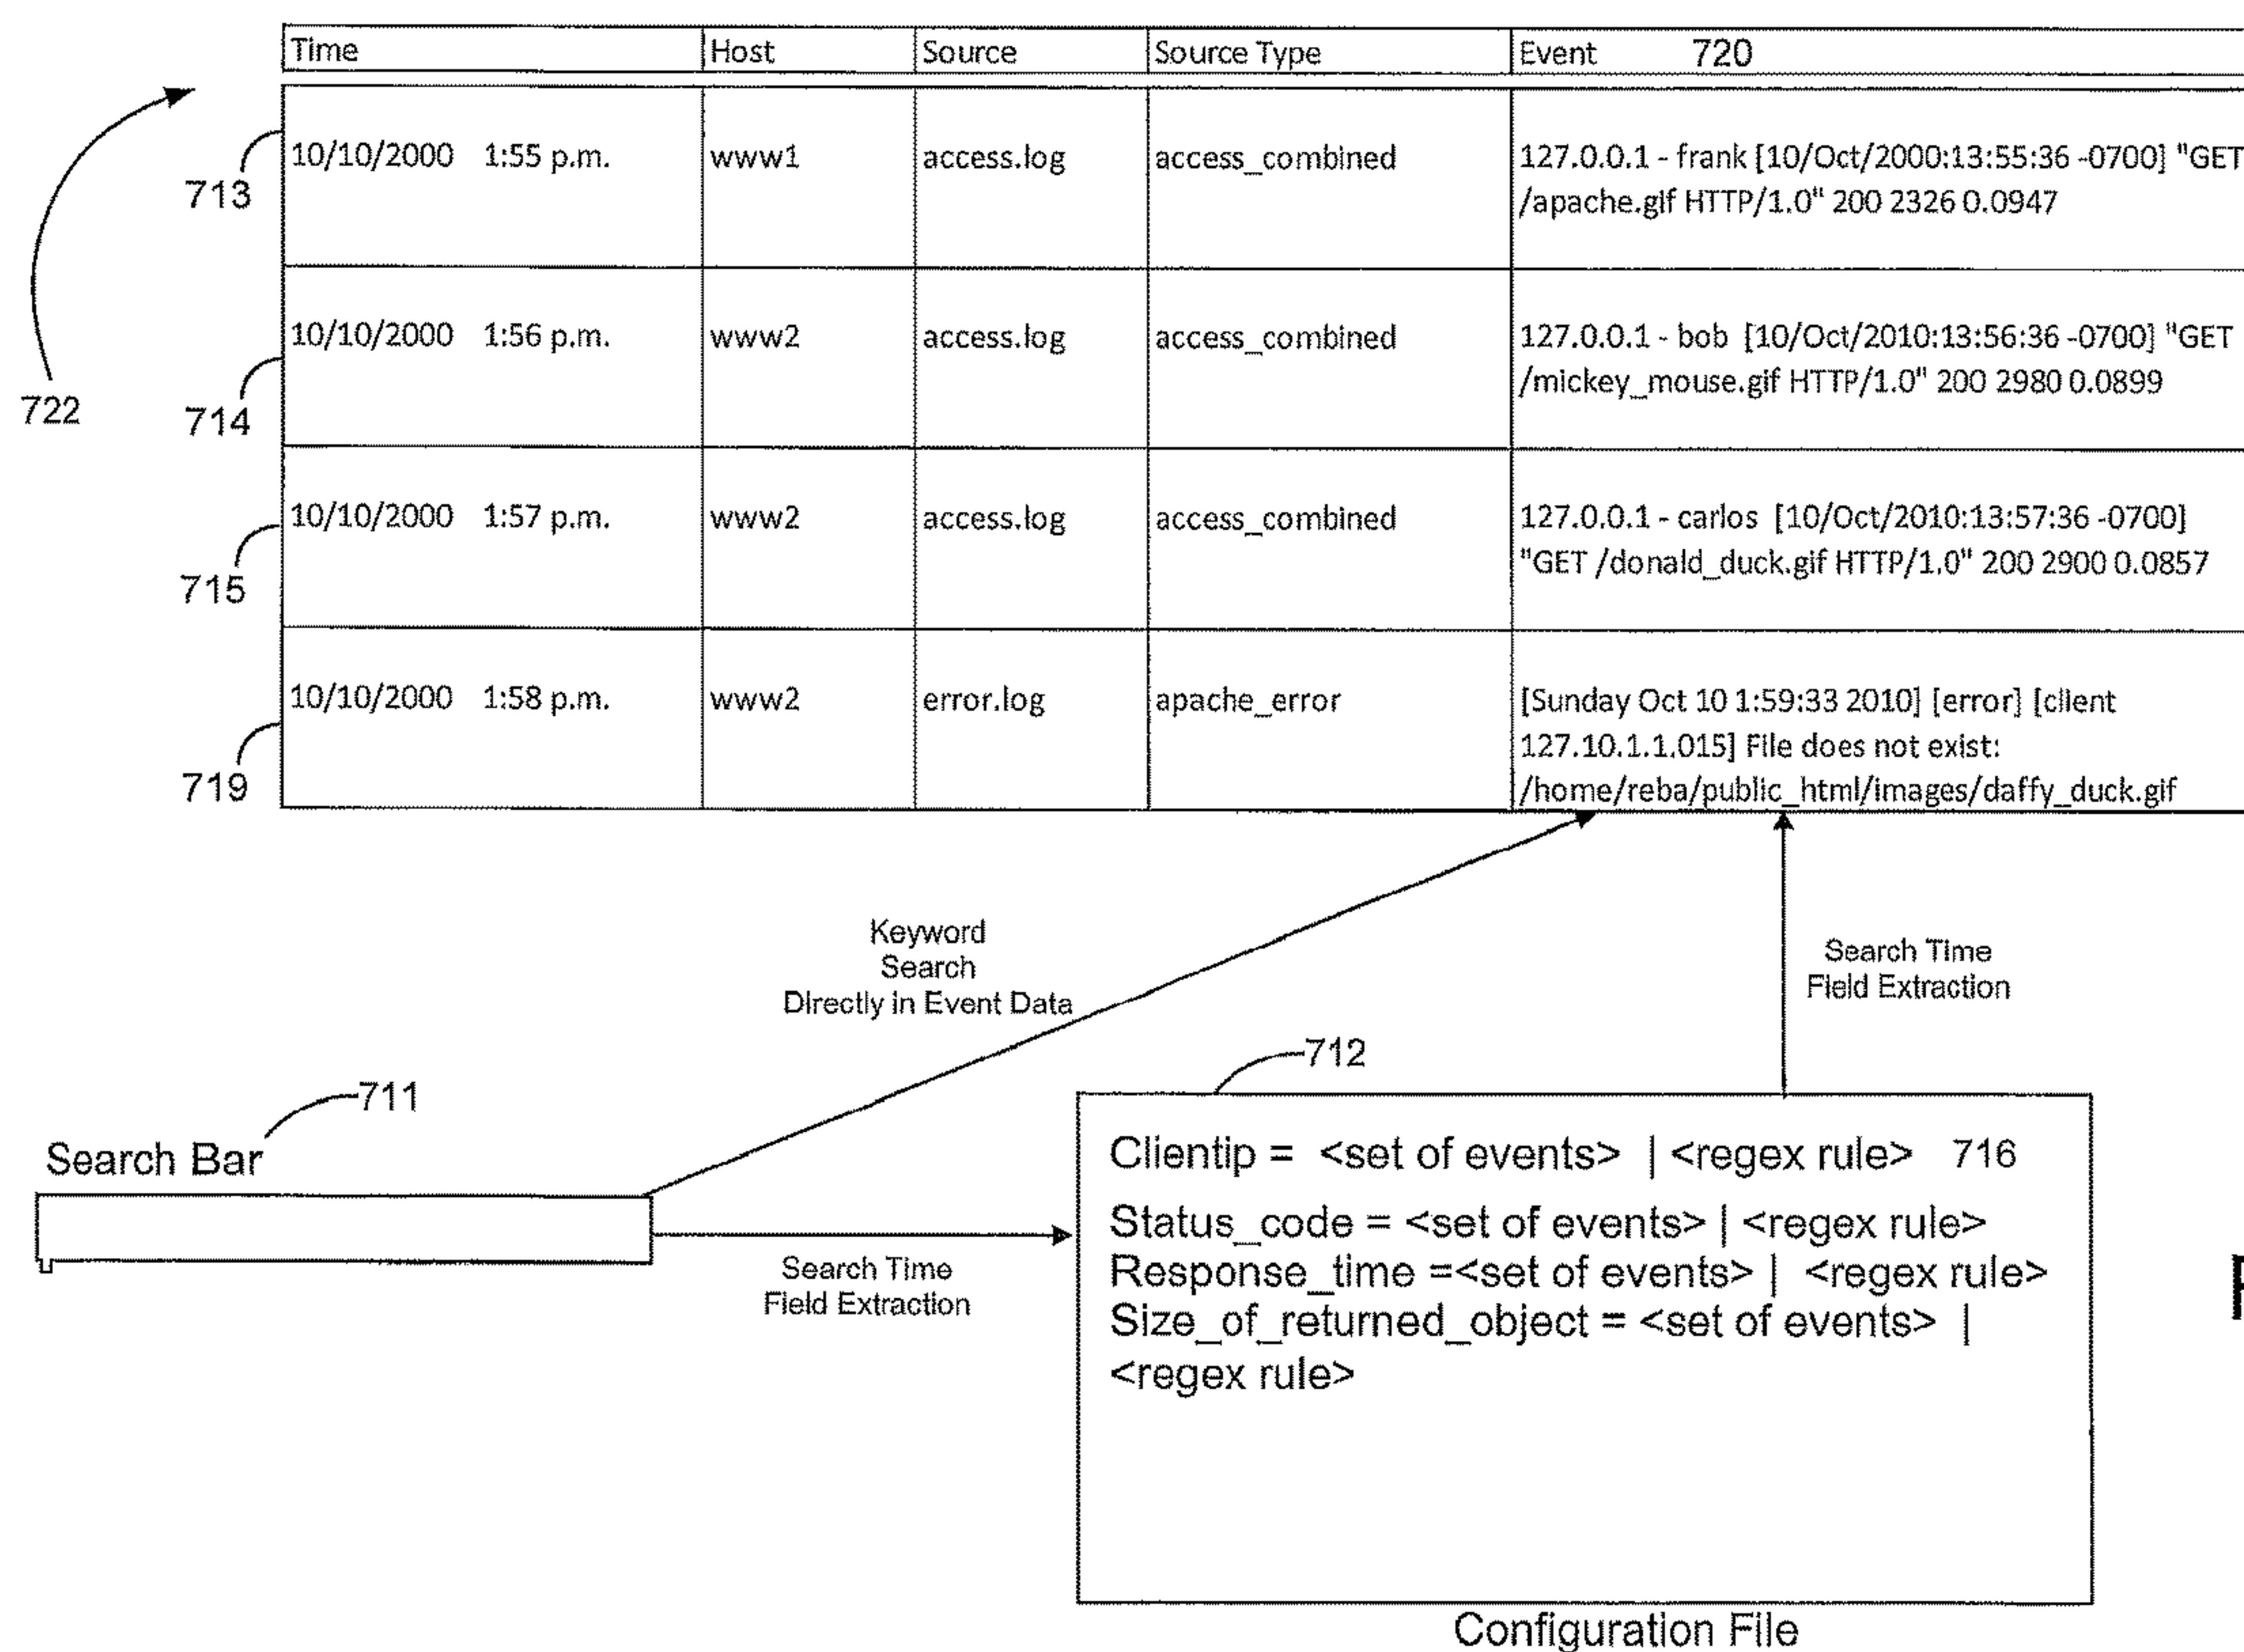 Time Host Source Source Type Event 720
713 10/10/2000 1:55 p.m. www1 access.log access_combined 127.0.0.1 - frank [10/Oct/2000:13:55:36 -0700] "GET
/apache.gif HTTP/1.0" 200 2326 0.0947
722
714 10/10/2000 1:56 p.m. www2 access.log access_combined 127.0.0.1 - bob [10/Oct/2010:13:56:36 -0700] "GET
/mickey_mouse.gif HTTP/1.0" 200 2980 0.0899
715 10/10/2000 1:57 p.m. www2 access.log access_combined 127.0.0.1 - carlos [10/Oct/2010:13:57:36 -0700]
"GET /donald_duck.gif HTTP/1.0" 200 2900 0.0857
719 10/10/2000 1:58 p.m. www2 error.log apache_error [Sunday Oct 10 1:59:33 2010] [error] [client
127.10.1.1.015] File does not exist:
/home/reba/public_html/images/daffy_duck.gif
Keyword
Search
Directly in Event Data
Search Time
Field Extraction
711
Search Bar
Search Time
Field Extraction
712
Clientip = <set of events> | <regex rule> 716
Status_code = <set of events> | <regex rule>
Response_time =<set of events> | <regex rule>
Size_of_returned_object = <set of events> |
<regex rule>
Configuration File